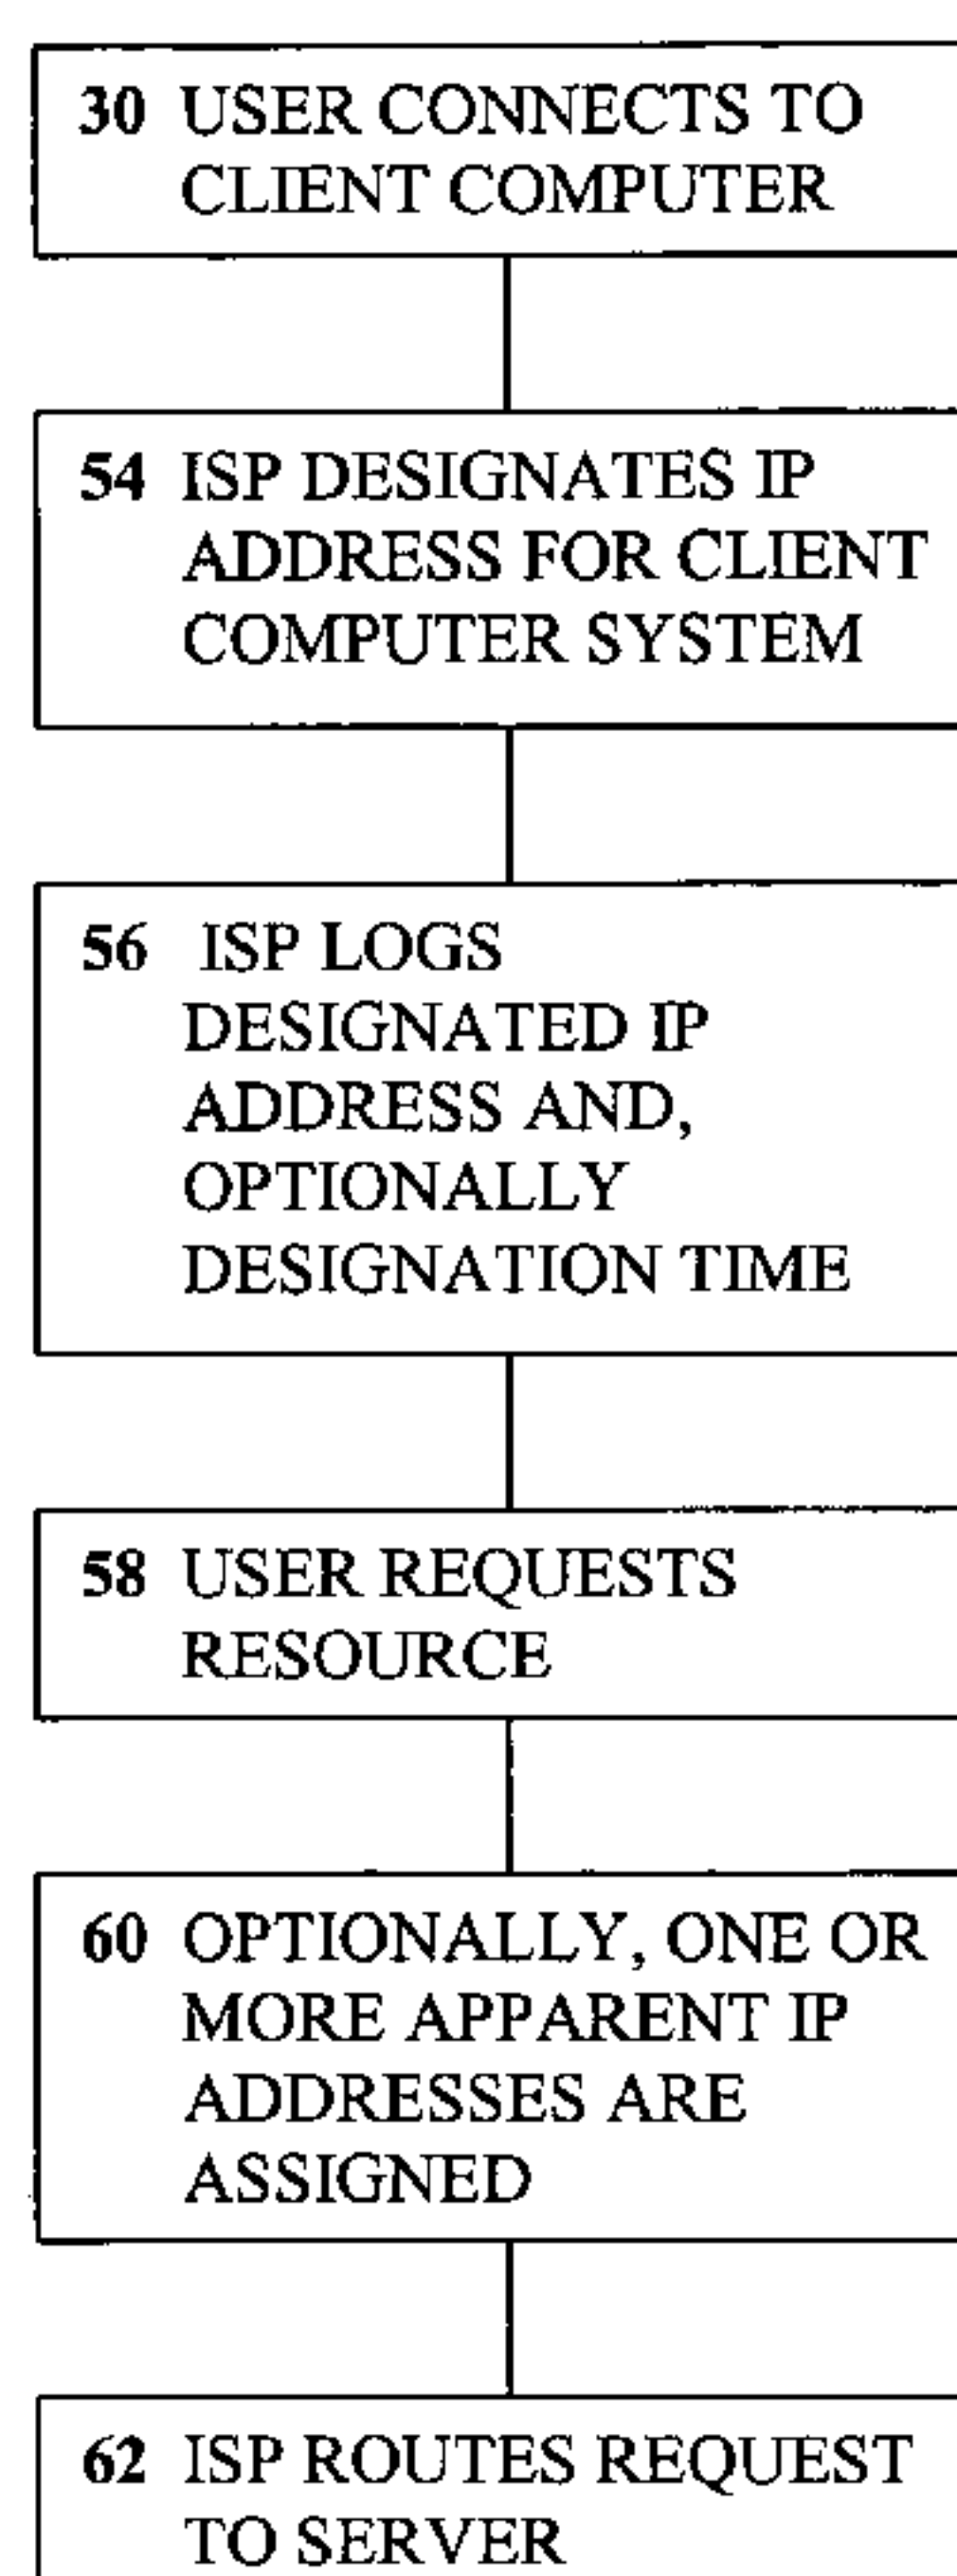 30 USER CONNECTS TO
CLIENT COMPUTER
54 ISP DESIGNATES IP
ADDRESS FOR CLIENT
COMPUTER SYSTEM
56 ISP LOGS
DESIGNATED IP
ADDRESS AND,
OPTIONALLY
DESIGNATION TIME
58 USER REQUESTS
RESOURCE
60 OPTIONALLY, ONE OR
MORE APPARENT IP
ADDRESSES ARE
ASSIGNED
62 ISP ROUTES REQUEST
TO SERVER